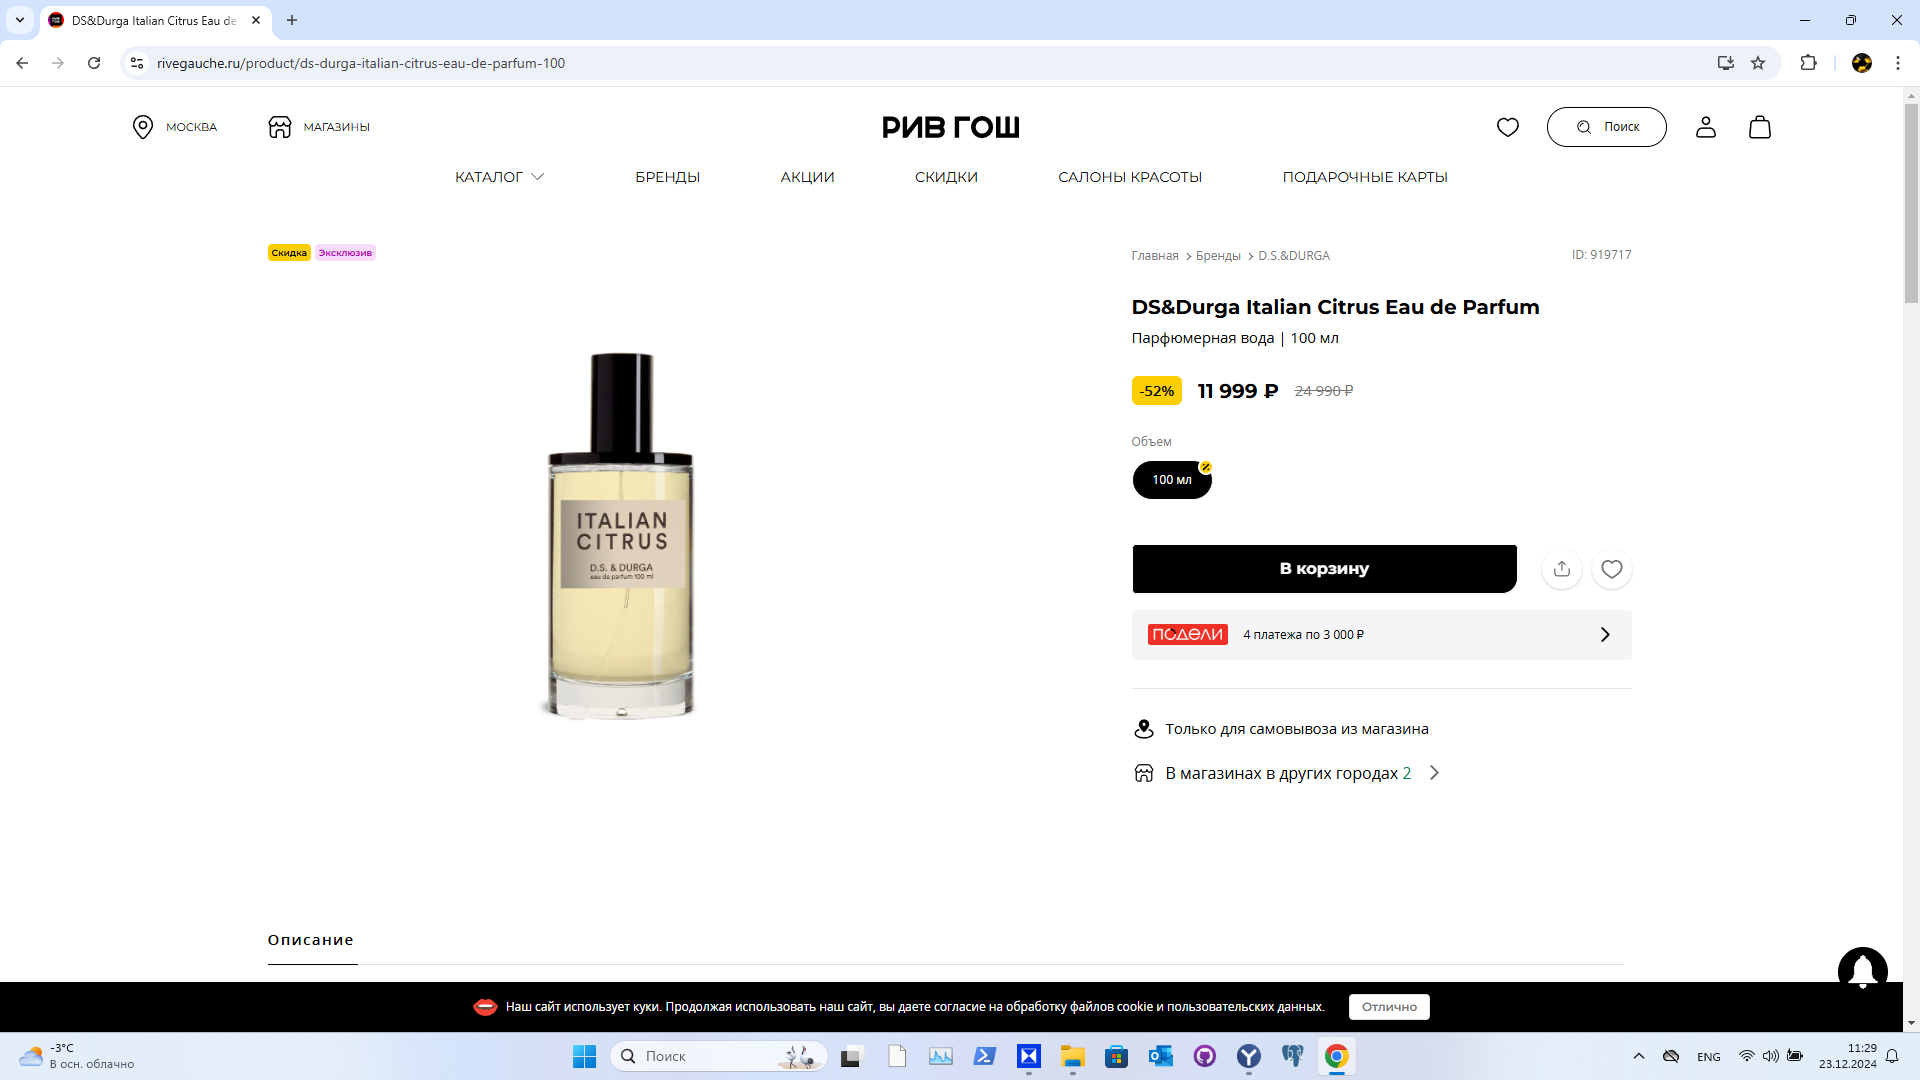 DS&Durga Italian Citrus Eau de
rivegauche.ru/product/ds-durga-italian-citrus-eau-de-parfum-100
МОСКВА
МАГАЗИНЫ
РИВ ГОШ
Поиск
КАТАЛОГ
БРЕНДЫ
АКЦИИ
СКИДКИ
САЛОНЫ КРАСОТЫ
ПОДАРОЧНЫЕ КАРТЫ
Скидка
Эксклюзив
Главная
Бренды
D.S.&DURGA
ID: 919717
DS&Durga Italian Citrus Eau de Parfum
Парфюмерная вода | 100 мл
-52%
11 999 ₽
24 990 ₽
Объем
100 мл
ITALIAN
CITRUS
D.S. & DURGA
eau de parfum 100 ml
В корзину
ПОДЕЛИ
4 платежа по 3 000 ₽
Только для самовывоза из магазина
В магазинах в других городах 2
Описание
Наш сайт использует куки. Продолжая использовать наш сайт, вы даете согласие на обработку файлов cookie и пользовательских данных.
Отлично
-3°C
В осн. облачно
Поиск
ENG
11:29
23.12.2024